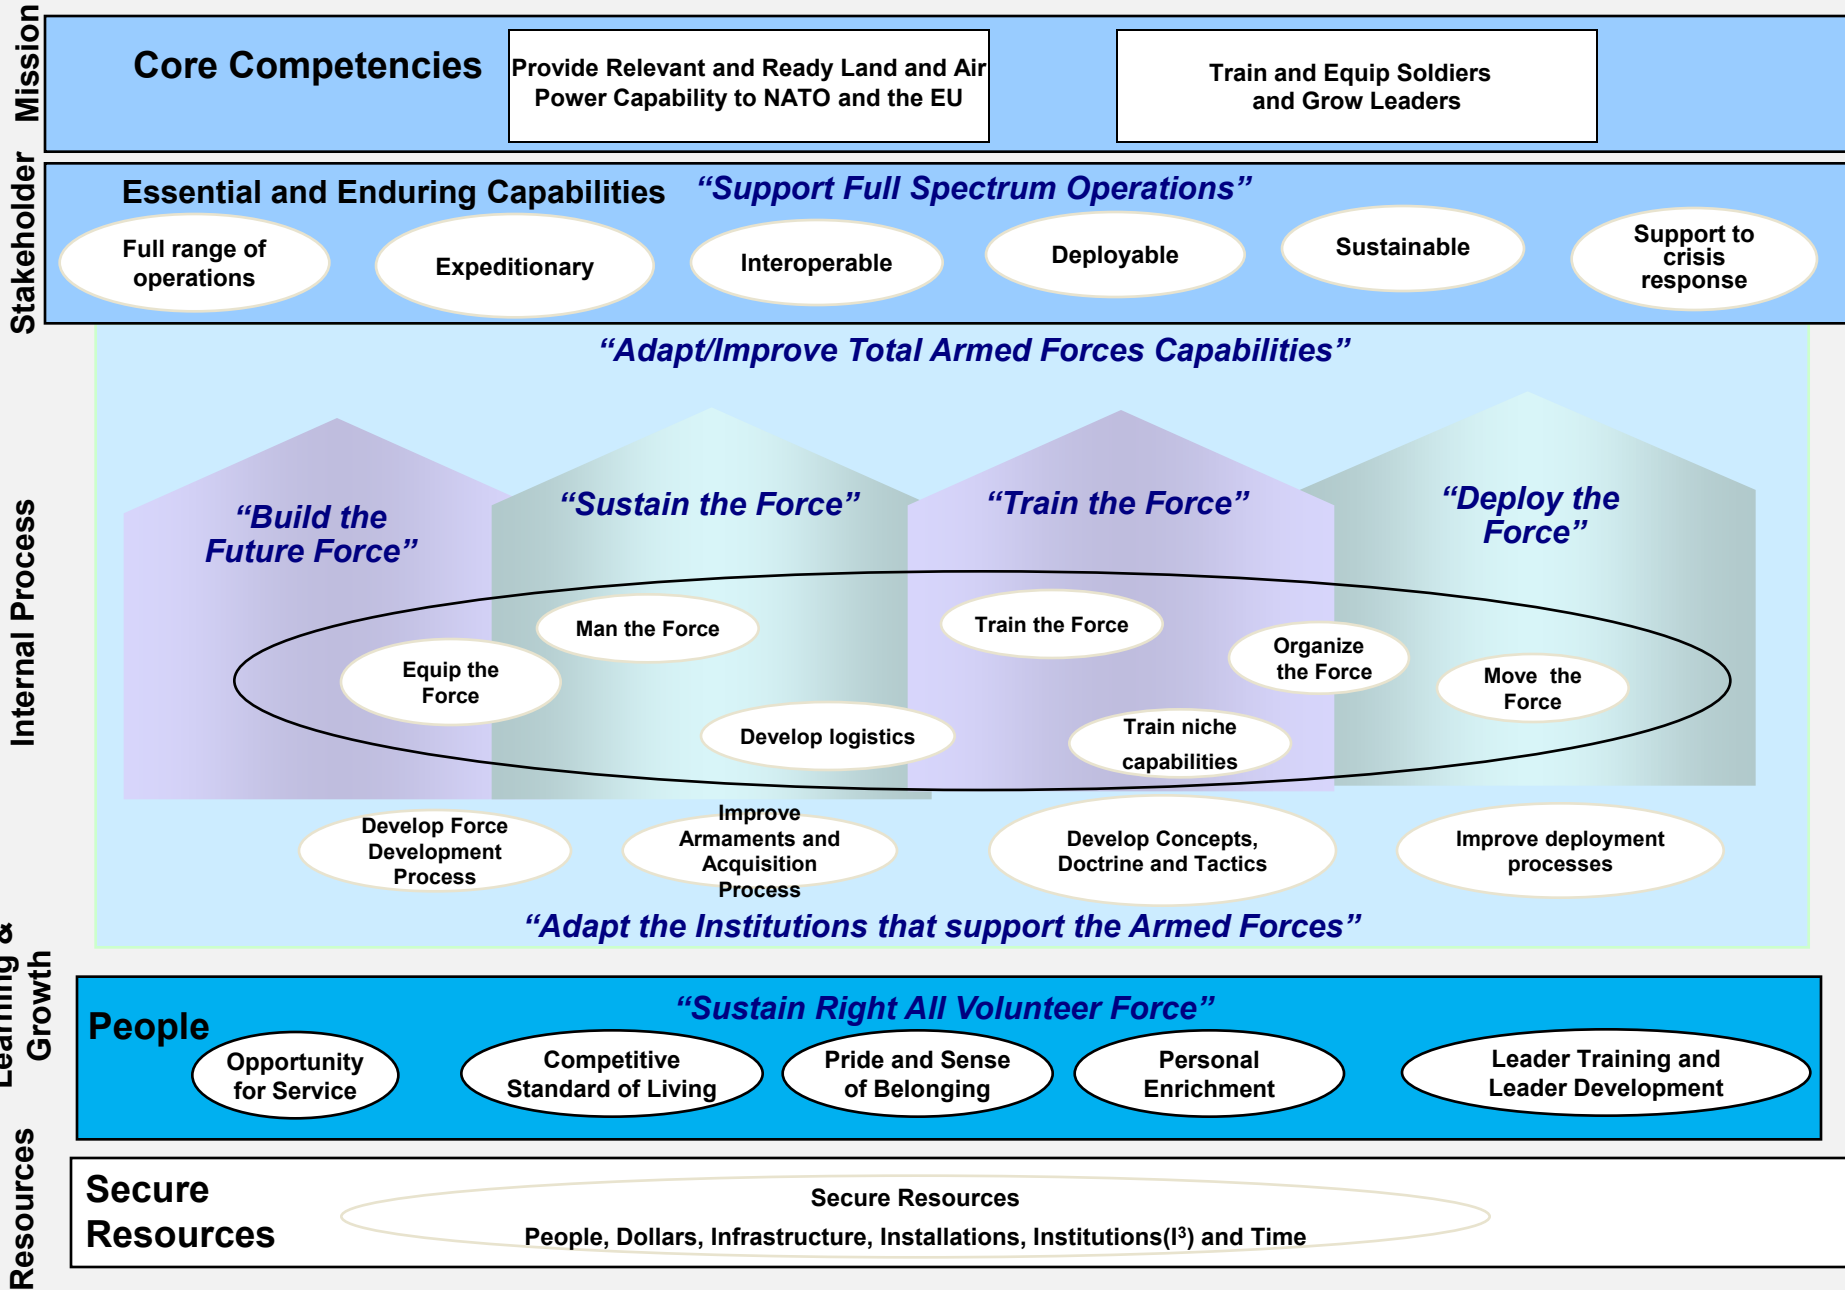 Mission
Core Competencies
Provide Relevant and Ready Land and Air
Power Capability to NATO and the EU
Train and Equip Soldiers
and Grow Leaders
Stakeholder
Essential and Enduring Capabilities
“Support Full Spectrum Operations”
Full range of
operations
Expeditionary
Interoperable
Deployable
Sustainable
Support to
crisis
response
Internal Process
“Adapt/Improve Total Armed Forces Capabilities”
“Build the
Future Force”
“Sustain the Force”
“Train the Force”
“Deploy the
Force”
Equip the
Force
Man the Force
Develop logistics
Train the Force
Organize
the Force
Train niche
capabilities
Move the
Force
Develop Force
Development
Process
Improve
Armaments and
Acquisition
Process
Develop Concepts,
Doctrine and Tactics
Improve deployment
processes
“Adapt the Institutions that support the Armed Forces”
Learning &
Growth
People
“Sustain Right All Volunteer Force”
Opportunity
for Service
Competitive
Standard of Living
Pride and Sense
of Belonging
Personal
Enrichment
Leader Training and
Leader Development
Resources
Secure
Resources
Secure Resources
People, Dollars, Infrastructure, Installations, Institutions(I³) and Time